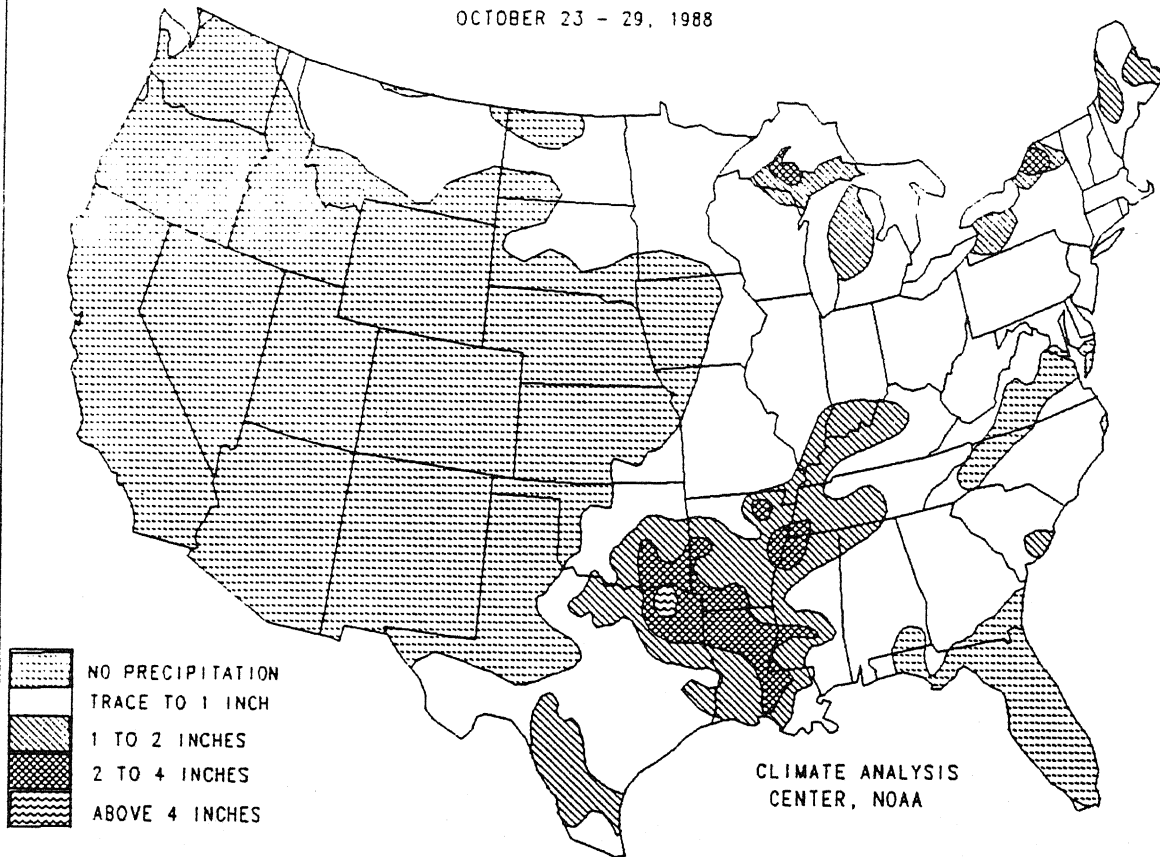 OCTOBER 23 - 29, 1988
NO PRECIPITATION
TRACE TO 1 INCH
1 TO 2 INCHES
2 TO 4 INCHES
ABOVE 4 INCHES
CLIMATE ANALYSIS
CENTER, NOAA